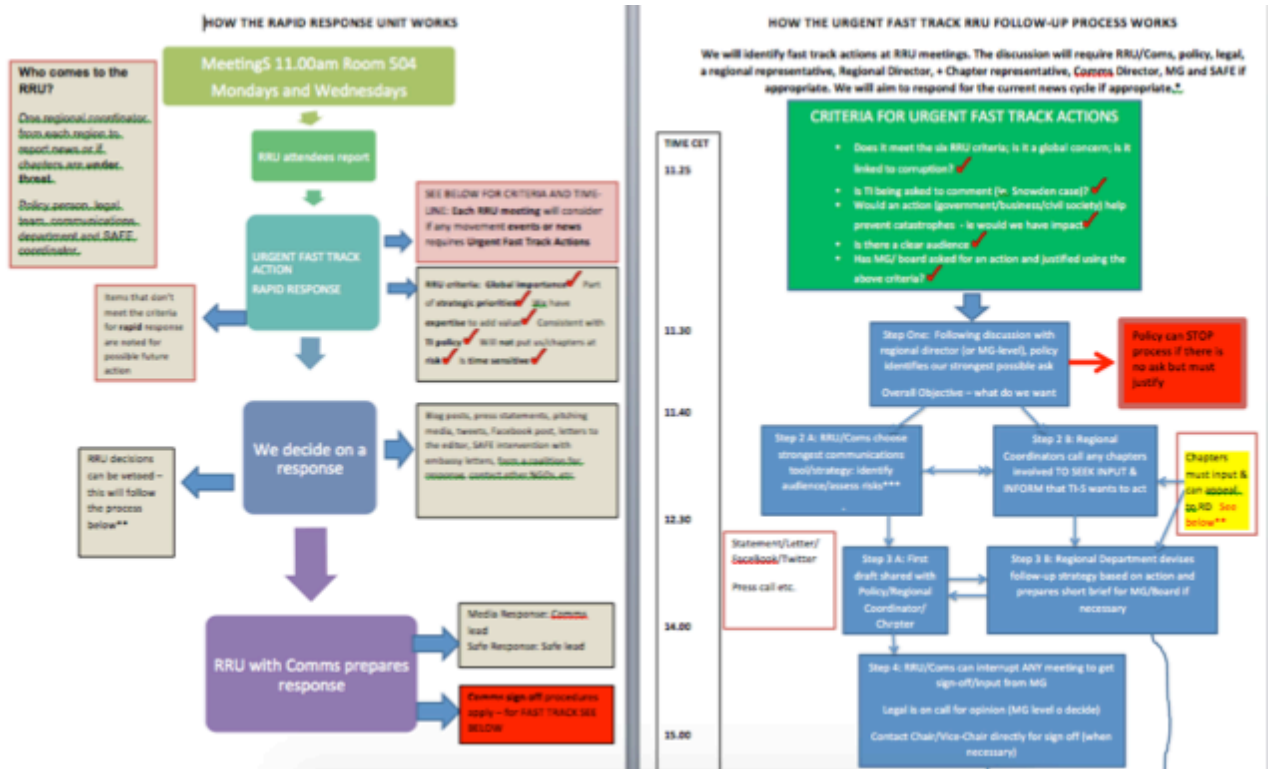 HOW THE RAPID RESPONSE UNIT WORKS
MeetingS 11.00am Room 504
Mondays and Wednesdays
Who comes to the
RRU?
One regional coordinator
from each region to
report news or if
chapters are under
threat.
Policy person, legal
team, communications
department and SAFE
coordinator.
RRU attendees report
URGENT FAST TRACK
ACTION
RAPID RESPONSE
SEE BELOW FOR CRITERIA AND TIME-
LINE: Each RRU meeting will consider
if any movement events or news
requires Urgent Fast Track Actions
RRU criteria: Global importance Part
of strategic priorities We have
expertise to add value Consistent with
TI policy Will not put us/chapters at
risk Is time sensitive
Items that don't
meet the criteria
for rapid response
are noted for
possible future
action
We decide on a
response
Blog posts, press statements, pitching
media, tweets, Facebook post, letters to
the editor, SAFE intervention with
embassy letters, form a coalition for
response, contact other NGOs, etc
RRU decisions
can be vetoed –
this will follow
the process
below**
RRU with Comms prepares
response
Media Response: Comms
lead
Safe Response: Safe lead
Comms sign off procedures
apply – for FAST TRACK SEE
BELOW
HOW THE URGENT FAST TRACK RRU FOLLOW-UP PROCESS WORKS
We will identify fast track actions at RRU meetings. The discussion will require RRU/Coms, policy, legal,
a regional representative, Regional Director, + Chapter representative, Comms Director, MG and SAFE if
appropriate. We will aim to respond for the current news cycle if appropriate.*
CRITERIA FOR URGENT FAST TRACK ACTIONS
• Does it meet the six RRU criteria; is it a global concern; is it
linked to corruption?
• Is TI being asked to comment (ie Snowden case)?
• Would an action (government/business/civil society) help
prevent catastrophes - ie would we have impact
• Is there a clear audience
• Has MG/ board asked for an action and justified using the
above criteria?
TIME CET
11.25
11.30
11.40
12.30
14.00
15.00
Step One: Following discussion with
regional director (or MG-level), policy
identifies our strongest possible ask
Overall Objective – what do we want
Policy can STOP
process if there is
no ask but must
justify
Step 2 A: RRU/Coms choose
strongest communications
tool/strategy: identify
audience/assess risks***
Step 2 B: Regional
Coordinators call any chapters
involved TO SEEK INPUT &
INFORM that TI-S wants to act
Chapters
must input &
can appeal
to RD See
below**
Statement/Letter/
FaceBook/Twitter
Press call etc.
Step 3 A: First
draft shared with
Policy/Regional
Coordinator/
Chroter
Step 3 B: Regional Department devises
follow-up strategy based on action and
prepares short brief for MG/Board if
necessary
Step 4: RRU/Coms can interrupt ANY meeting to get
sign-off/input from MG
Legal is on call for opinion (MG level o decide)
Contact Chair/Vice-Chair directly for sign off (when
necessary)